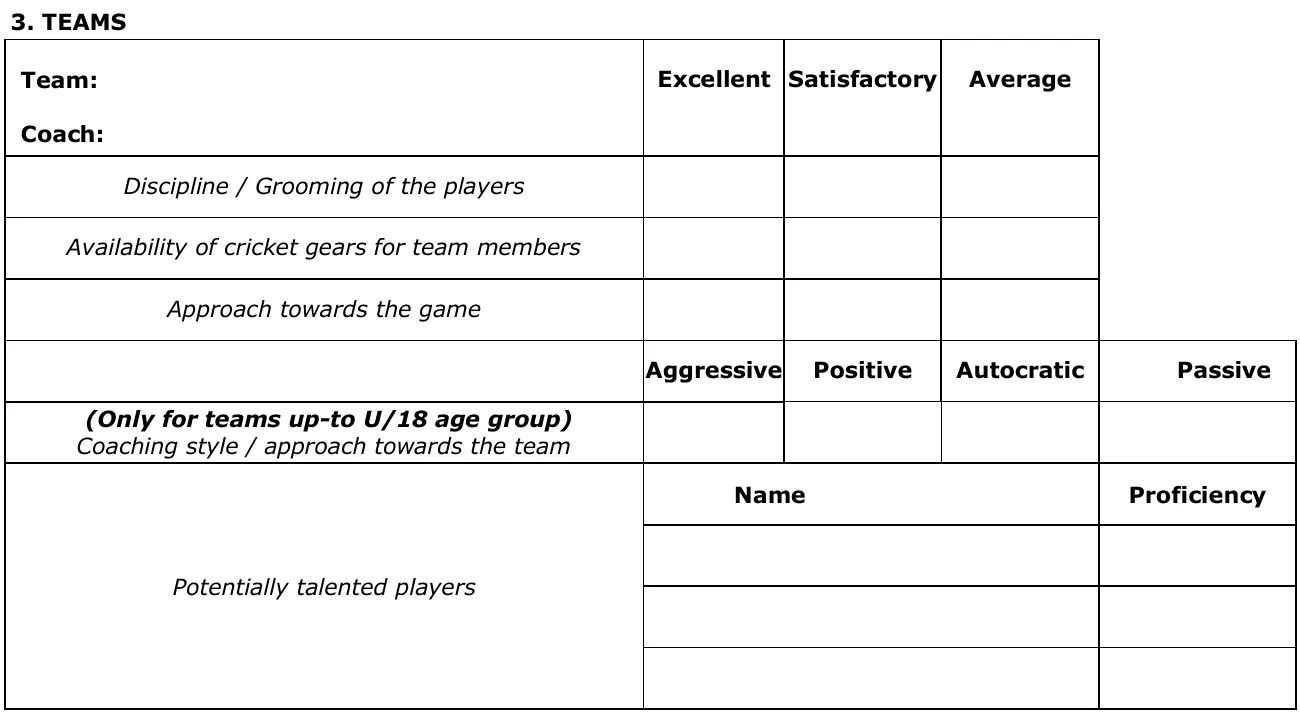 3. TEAMS
Team:
Excellent Satisfactory Average
Coach:
Discipline / Grooming of the players
Availability of cricket gears for team members
Approach towards the game
Aggressive Positive Autocratic Passive
(Only for teams up-to U/18 age group)
Coaching style / approach towards the team
Name Proficiency
Potentially talented players